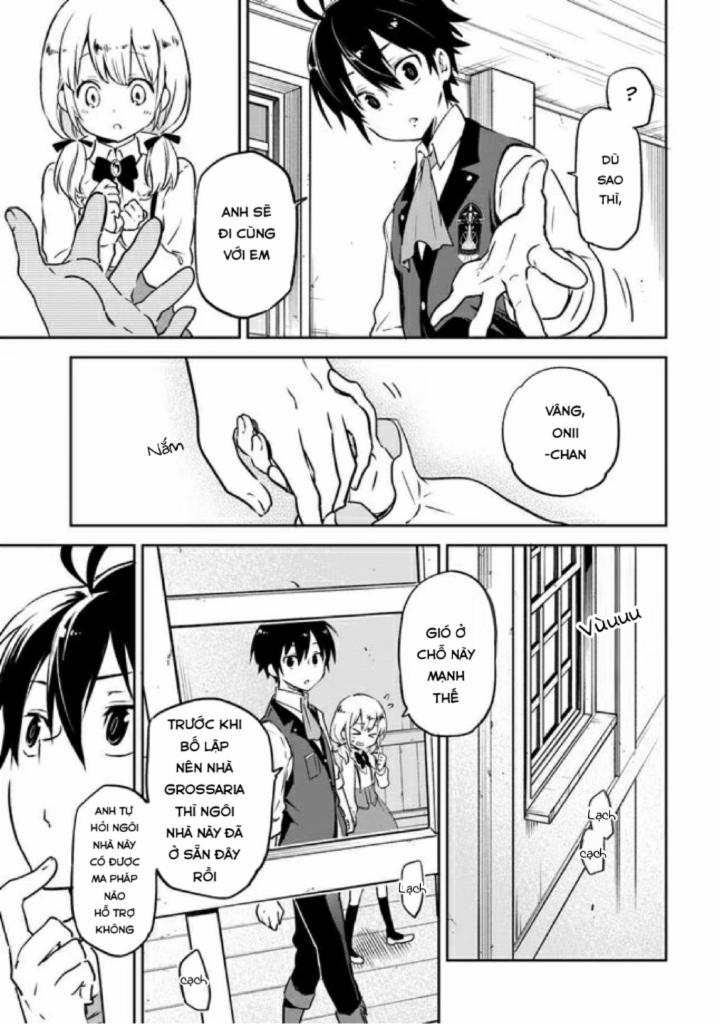 ?
DÙ
SAO
THÌ,
ANH SẼ
ĐI CÙNG
VỚI EM
VÂNG,
ONII
-CHAN
Nắm
Vùuuu
Lạch
cạch
GIÓ Ở
CHỖ NÀY
MẠNH
THẾ
TRƯỚC KHI
BỐ LẬP
NÊN NHÀ
GROSSARIA
THÌ NGÔI
NHÀ NÀY ĐÃ
Ở SẴN ĐÂY
RỒI
Lạch
cạch
ANH TỰ
HỎI NGÔI
NHÀ NÀY
CÓ ĐƯỢC
MA PHÁP
NÀO
HỖ TRỢ
KHÔNG